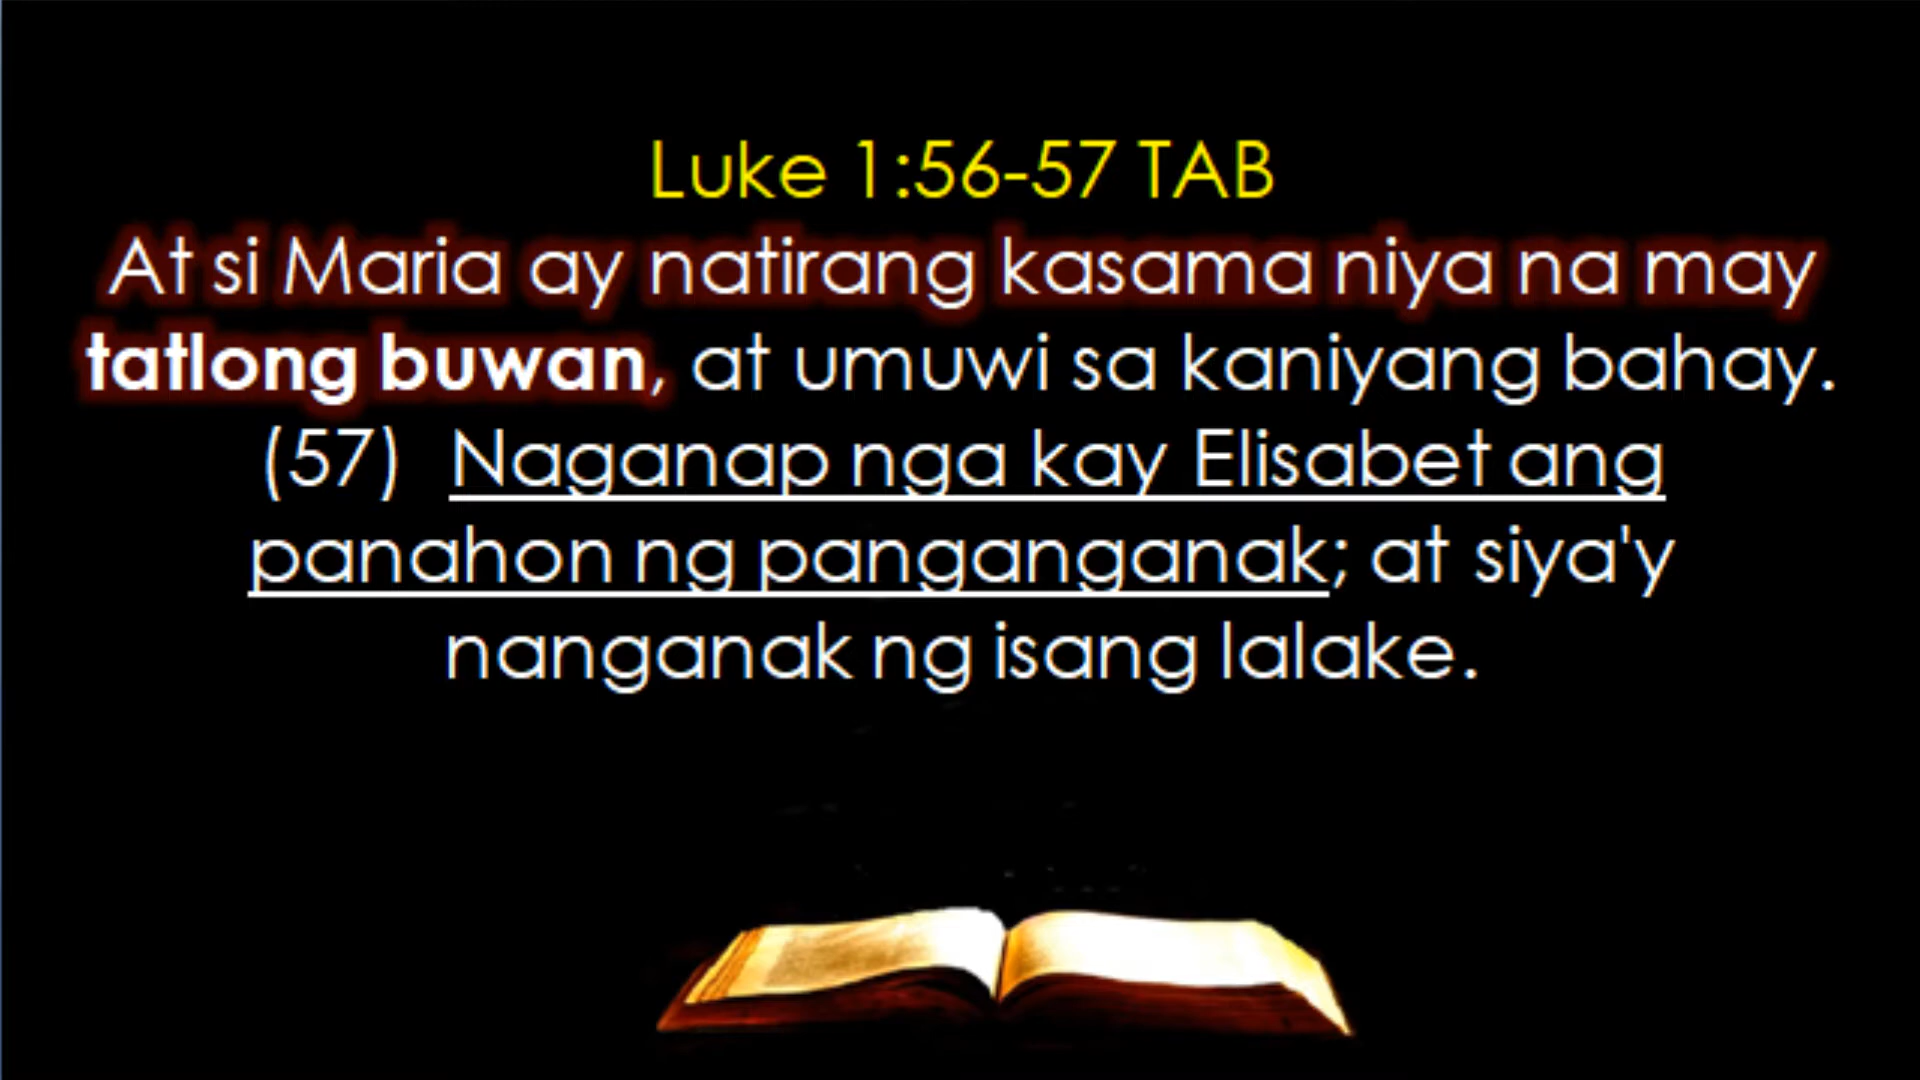 Luke 1:56-57 TAB
At si Maria ay natirang kasama niya na may
tatlong buwan, at umuwi sa kaniyang bahay.
(57) Naganap nga kay Elisabet ang
panahon ng panganganak; at siya'y
nanganak ng isang lalake.